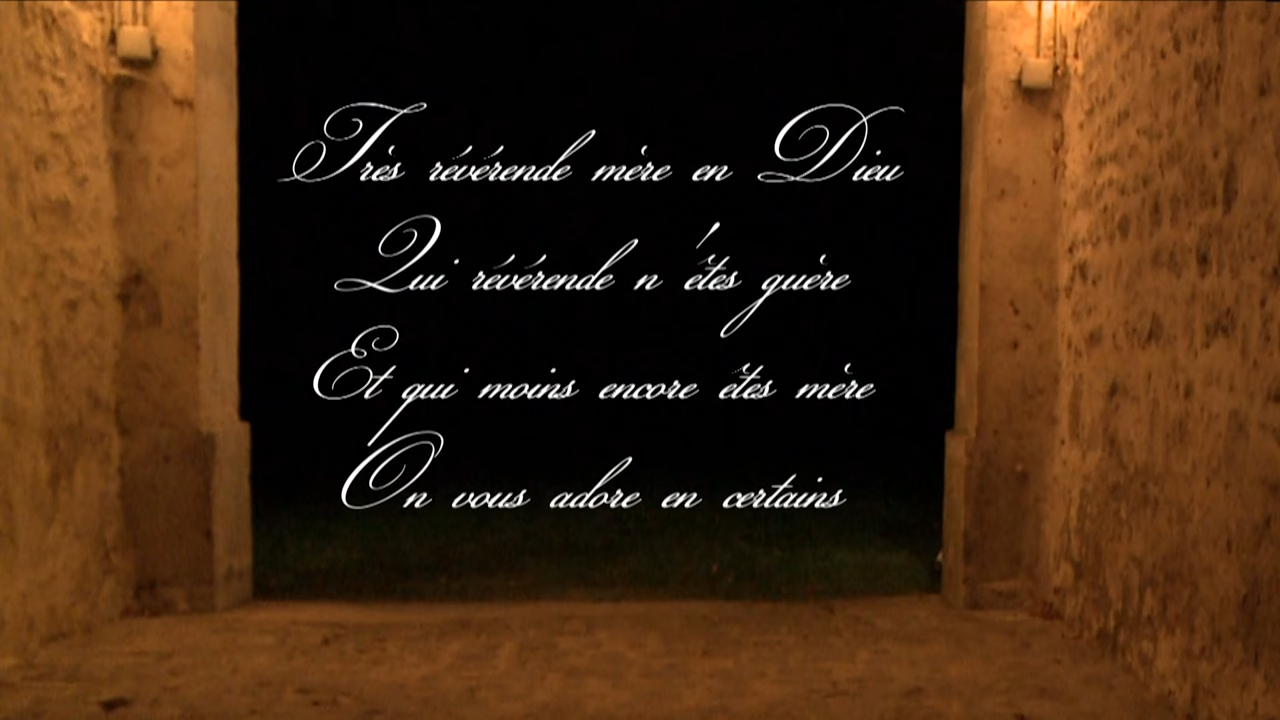 Très révérende mère en Dieu
Qui révérende n'êtes guère
Et qui moins encore êtes mère
On vous adore en certains